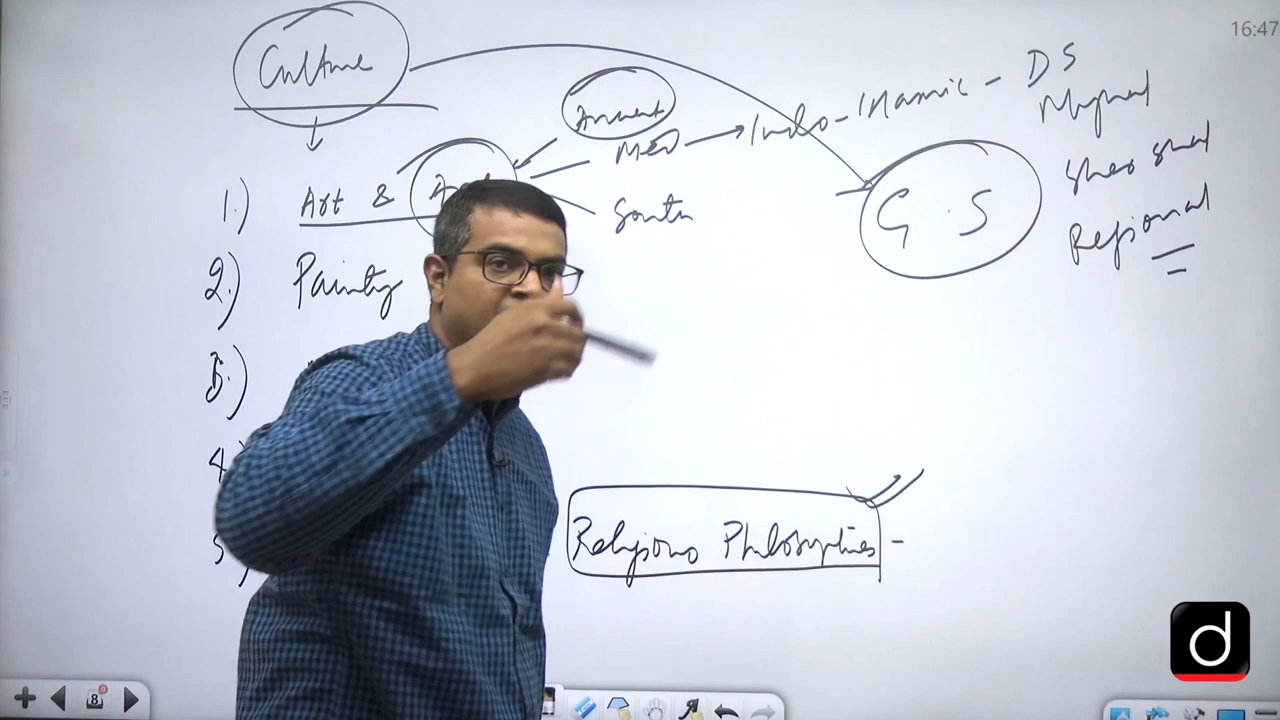 16:47
Culture
Ancient
Med → Indo-Islamic - DS
Mughal
Sher Shah
Regional
South
G.S
1.) Art &
2.) Painting
3.)
4
5)
Religious Philosophies -
8
d